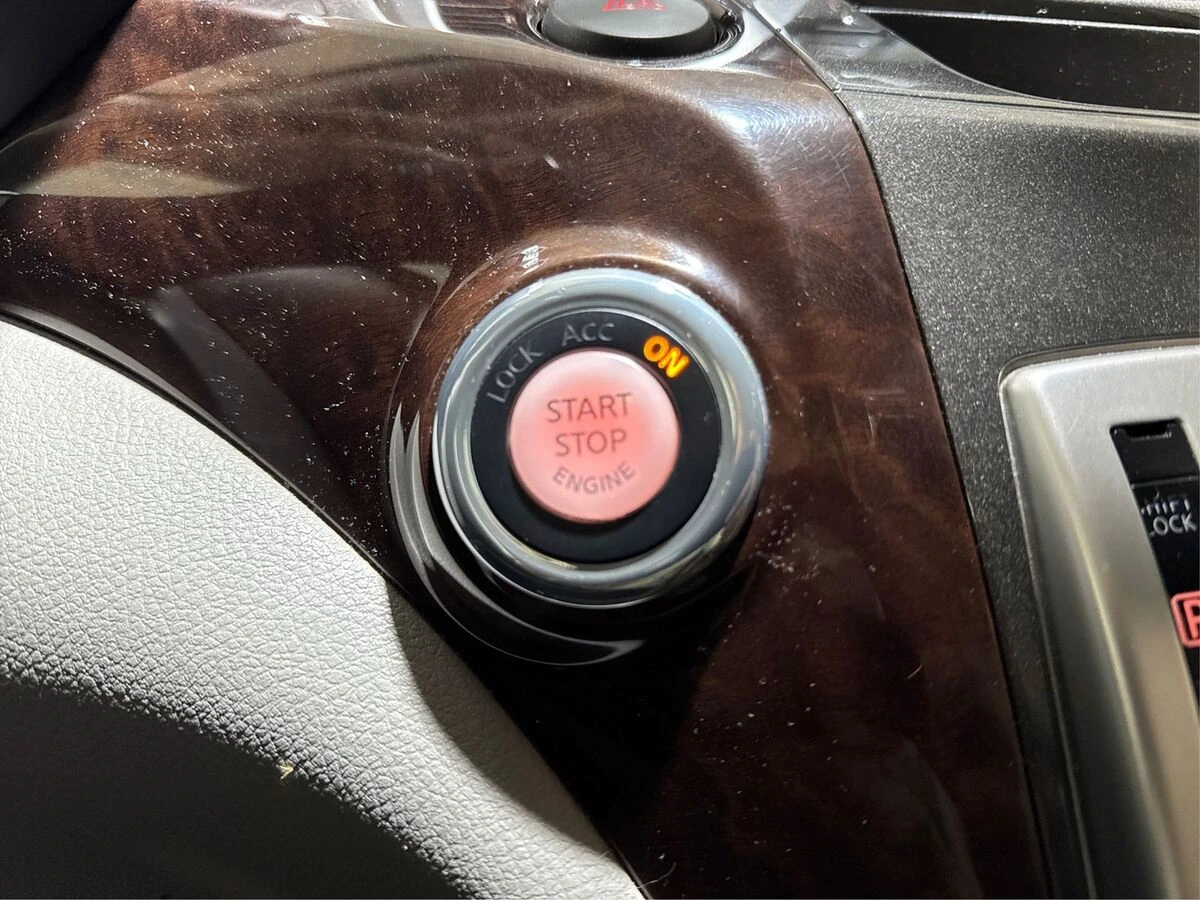 LOCK ACC ON
START
STOP
ENGINE
LOCK